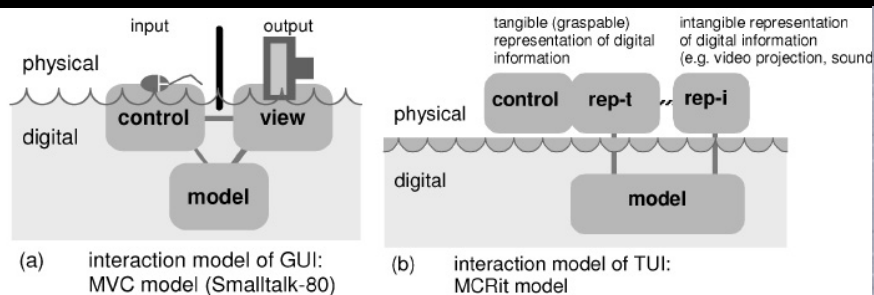 input
output
physical
control
view
digital
model
(a) interaction model of GUI:
MVC model (Smalltalk-80)
tangible (graspable)
representation of digital
information
intangible representation
of digital information
(e.g. video projection, sound
control
rep-t
rep-i
physical
digital
model
(b) interaction model of TUI:
MCRit model